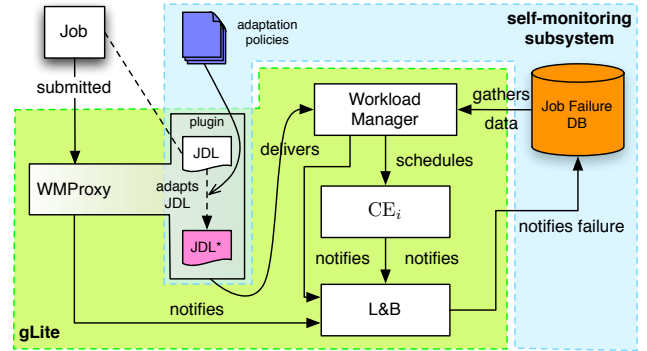 Job
adaptation
policies
self-monitoring
subsystem
submitted
plugin
JDL
WMProxy
adapts
JDL
JDL*
delivers
Workload
Manager
gathers
data
Job Failure
DB
schedules
CEi
notifies
notifies
notifies failure
notifies
L&B
gLite